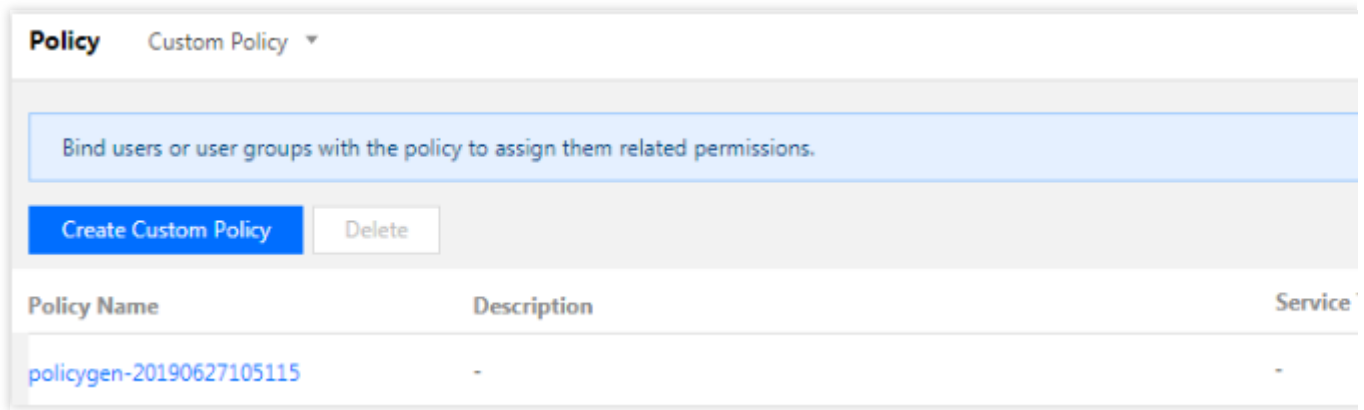 Policy Custom Policy
Bind users or user groups with the policy to assign them related permissions.
Create Custom Policy Delete
Policy Name Description Service
policygen-20190627105115 - -